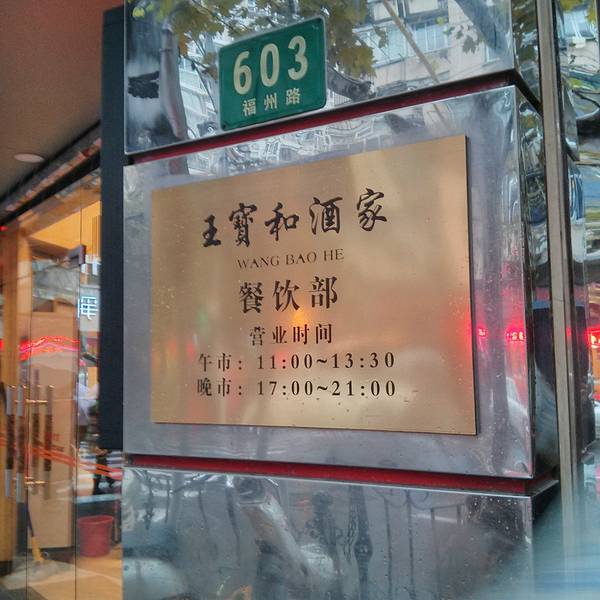 603
福州路
王寶和酒家
WANG BAO HE
餐饮部
营业时间
午市: 11:00~13:30
晚市: 17:00~21:00